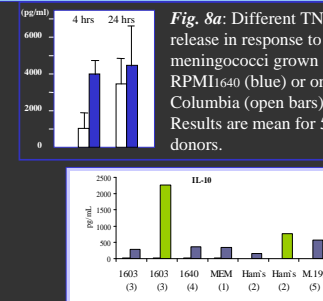 (pg/ml)
4 hrs 24 hrs
6000
4000
2000
0
Fig. 8a: Different TN
release in response to
meningococci grown
RPMI1640 (blue) or on
Columbia (open bars)
Results are mean for 5
donors.
IL-10
pg/mL
2500
2000
1500
1000
500
0
1603 1603 1640 MEM Ham's Ham's M.19
(3) (3) (4) (1) (2) (2) (5)